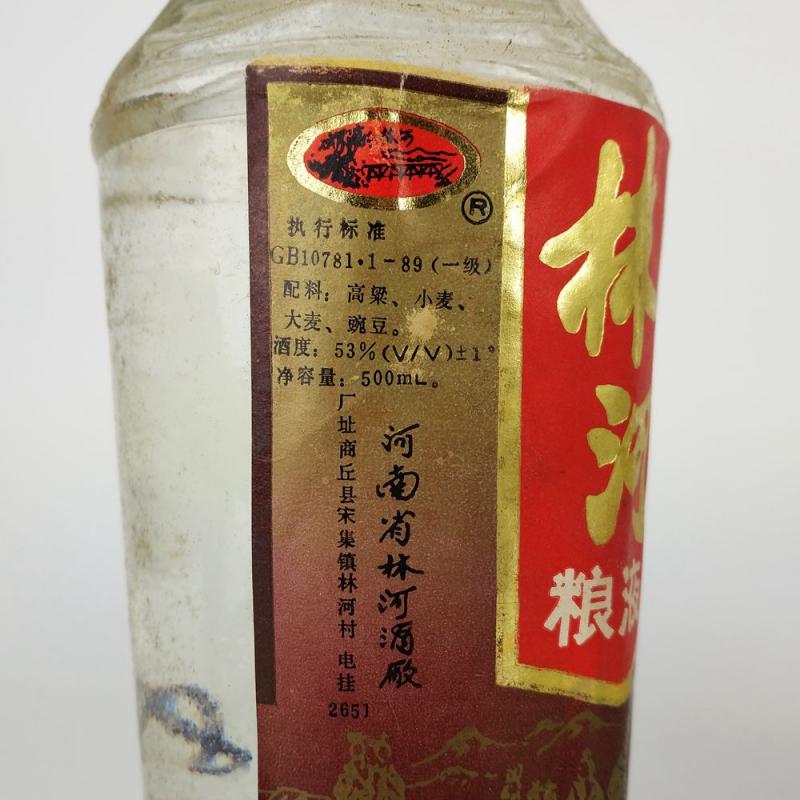 执行标准
GB10781·1-89(一级)
配料：高粱、小麦、
大麦、豌豆。
酒度：53%(V/V)±1°
净容量：500mL。
厂址商丘县宋集镇林河村 电挂
2651
河南省林河酒厰
林河
粮液
®